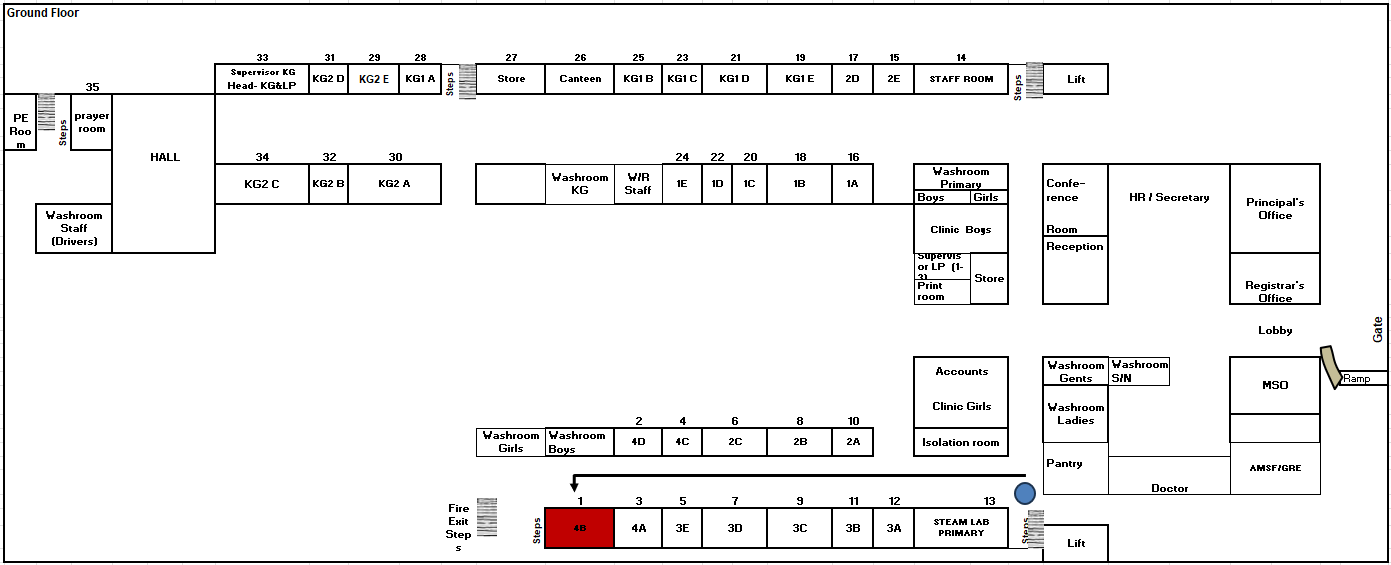 Ground Floor
33
31
29
28
27
26
25
23
21
19
17
15
14
Supervisor KG
Head- KG&LP
KG2 D
KG2 E
KG1 A
Steps
Store
Canteen
KG1 B
KG1 C
KG1 D
KG1 E
2D
2E
STAFF ROOM
Steps
Lift
PE
Roo
m
Steps
35
prayer
room
HALL
34
32
30
KG2 C
KG2 B
KG2 A
Washroom
KG
W/R
Staff
24
22
20
18
16
1E
1D
1C
1B
1A
Washroom
Primary
Boys
Girls
Clinic Boys
Supervis
or LP (1-
3)
Print
room
Store
Confe-
rence
Room
Reception
HR / Secretary
Principal's
Office
Registrar's
Office
Washroom
Staff
(Drivers)
Lobby
Gate
Ramp
Accounts
Clinic Girls
Isolation room
Washroom
Gents
Washroom
S/N
Washroom
Ladies
Pantry
Doctor
MSO
AMSF/GRE
2
4
6
8
10
Washroom
Girls
Washroom
Boys
4D
4C
2C
2B
2A
Fire
Exit
Step
s
Steps
1
3
5
7
9
11
12
13
4B
4A
3E
3D
3C
3B
3A
STEAM LAB
PRIMARY
Steps
Lift